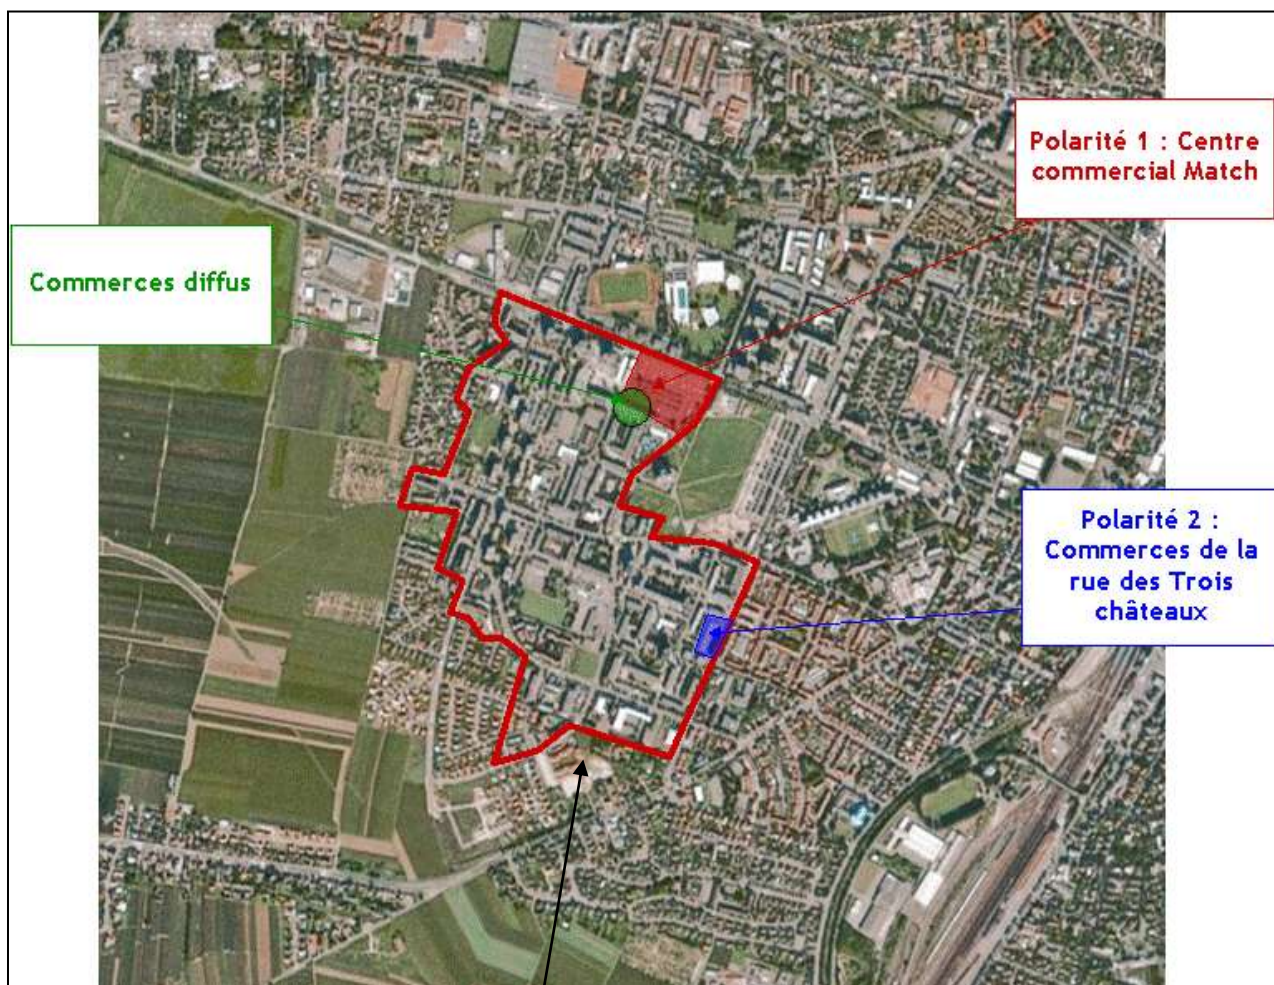 Polarité 1 : Centre
commercial Match
Commerces diffus
Polarité 2 :
Commerces de la
rue des Trois
châteaux